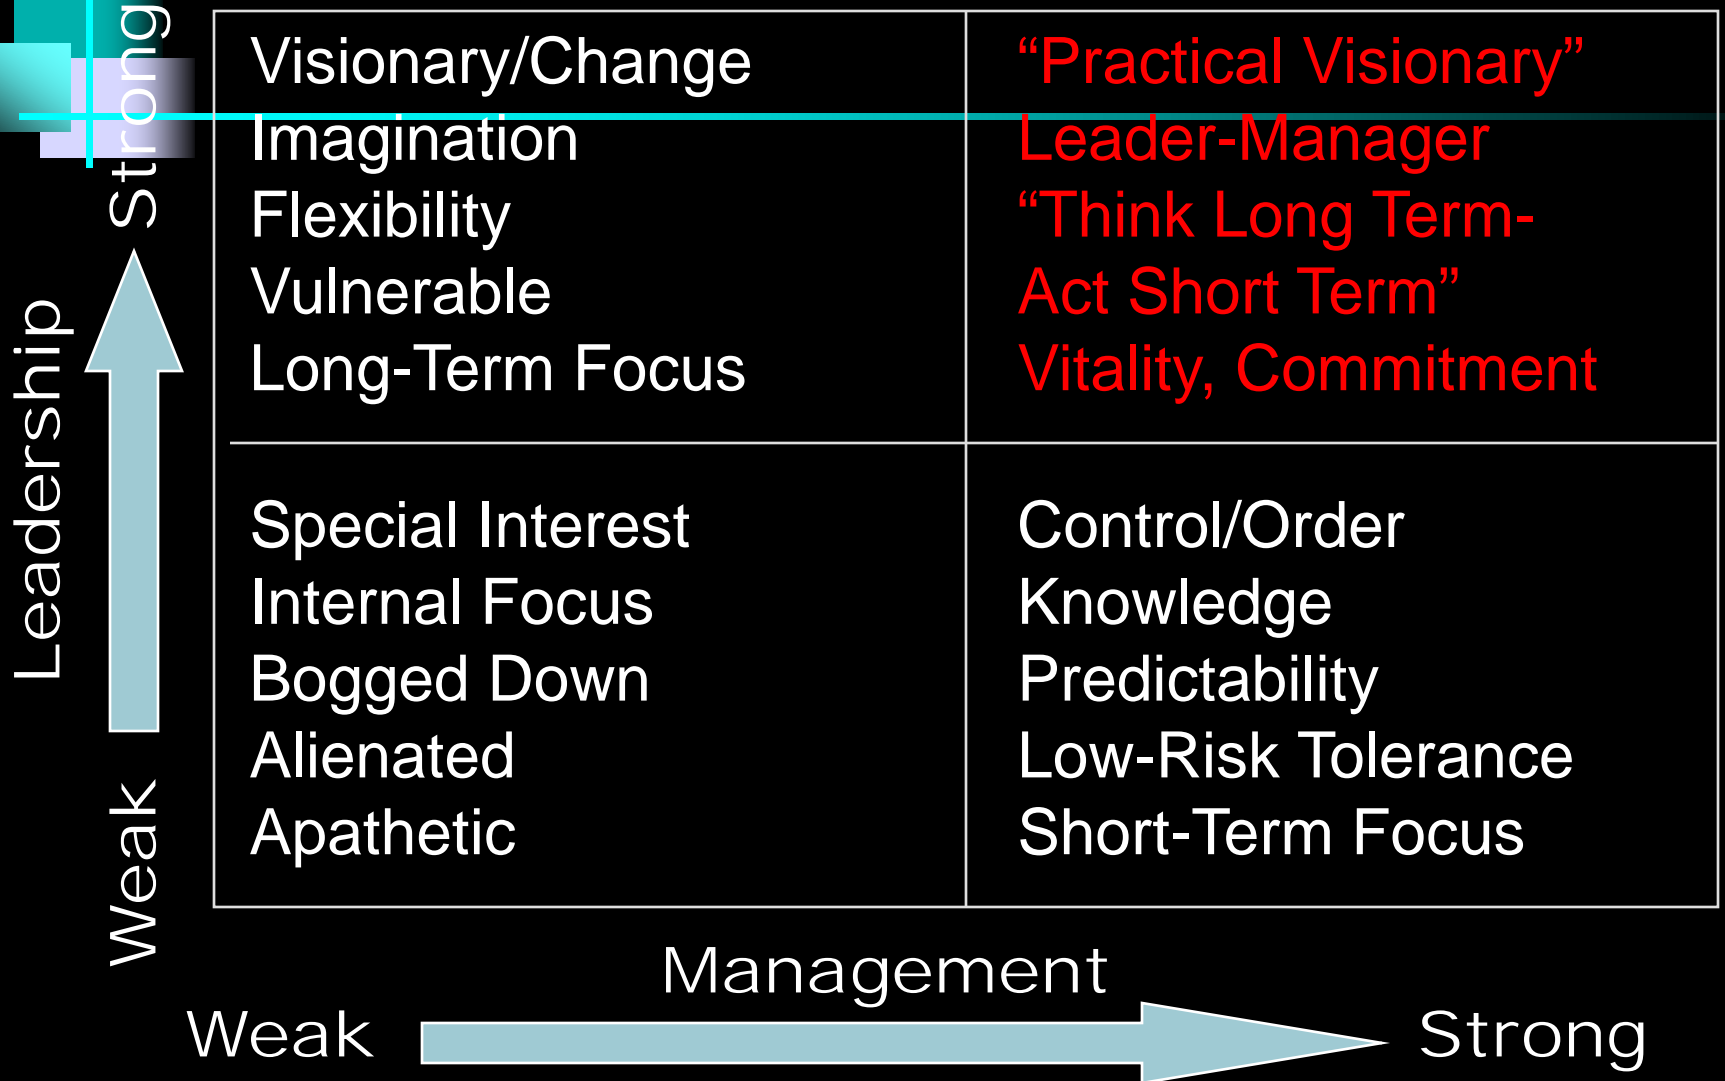 Strong
Leadership
Weak
Visionary/Change
Imagination
Flexibility
Vulnerable
Long-Term Focus
“Practical Visionary”
Leader-Manager
“Think Long Term-
Act Short Term”
Vitality, Commitment
Special Interest
Internal Focus
Bogged Down
Alienated
Apathetic
Control/Order
Knowledge
Predictability
Low-Risk Tolerance
Short-Term Focus
Management
Weak
Strong